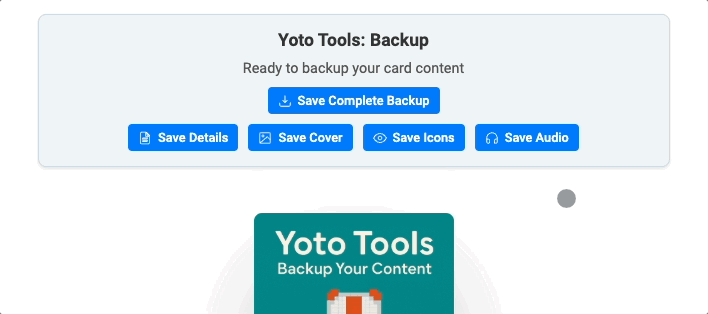 Yoto Tools: Backup
Ready to backup your card content
Save Complete Backup
Save Details Save Cover Save Icons Save Audio
Yoto Tools
Backup Your Content